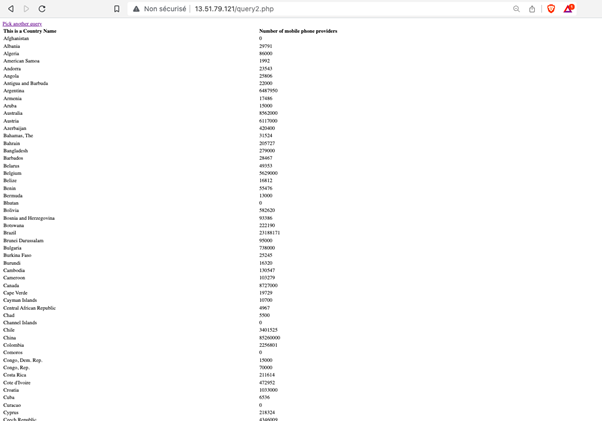 Non sécurisé | 13.51.79.121/query2.php
Pick another query
This is a Country Name Number of mobile phone providers
Afghanistan 0
Albania 29791
Algeria 86000
American Samoa 1992
Andorra 23543
Angola 25806
Antigua and Barbuda 22000
Argentina 6487950
Armenia 17486
Aruba 15000
Australia 8562000
Austria 6117000
Azerbaijan 420400
Bahamas, The 31524
Bahrain 205727
Bangladesh 279000
Barbados 28467
Belarus 49353
Belgium 5629000
Belize 16812
Benin 55476
Bermuda 13000
Bhutan 0
Bolivia 582620
Bosnia and Herzegovina 93386
Botswana 222190
Brazil 23188171
Brunei Darussalam 95000
Bulgaria 738000
Burkina Faso 25245
Burundi 16320
Cambodia 130547
Cameroon 103279
Canada 8727000
Cape Verde 19729
Cayman Islands 10700
Central African Republic 4967
Chad 5500
Channel Islands 0
Chile 3401525
China 85260000
Colombia 2256801
Comoros 0
Congo, Dem. Rep. 15000
Congo, Rep. 70000
Costa Rica 211614
Cote d'Ivoire 472952
Croatia 1033000
Cuba 6536
Curacao 0
Cyprus 218324
Czech Republic 4346009